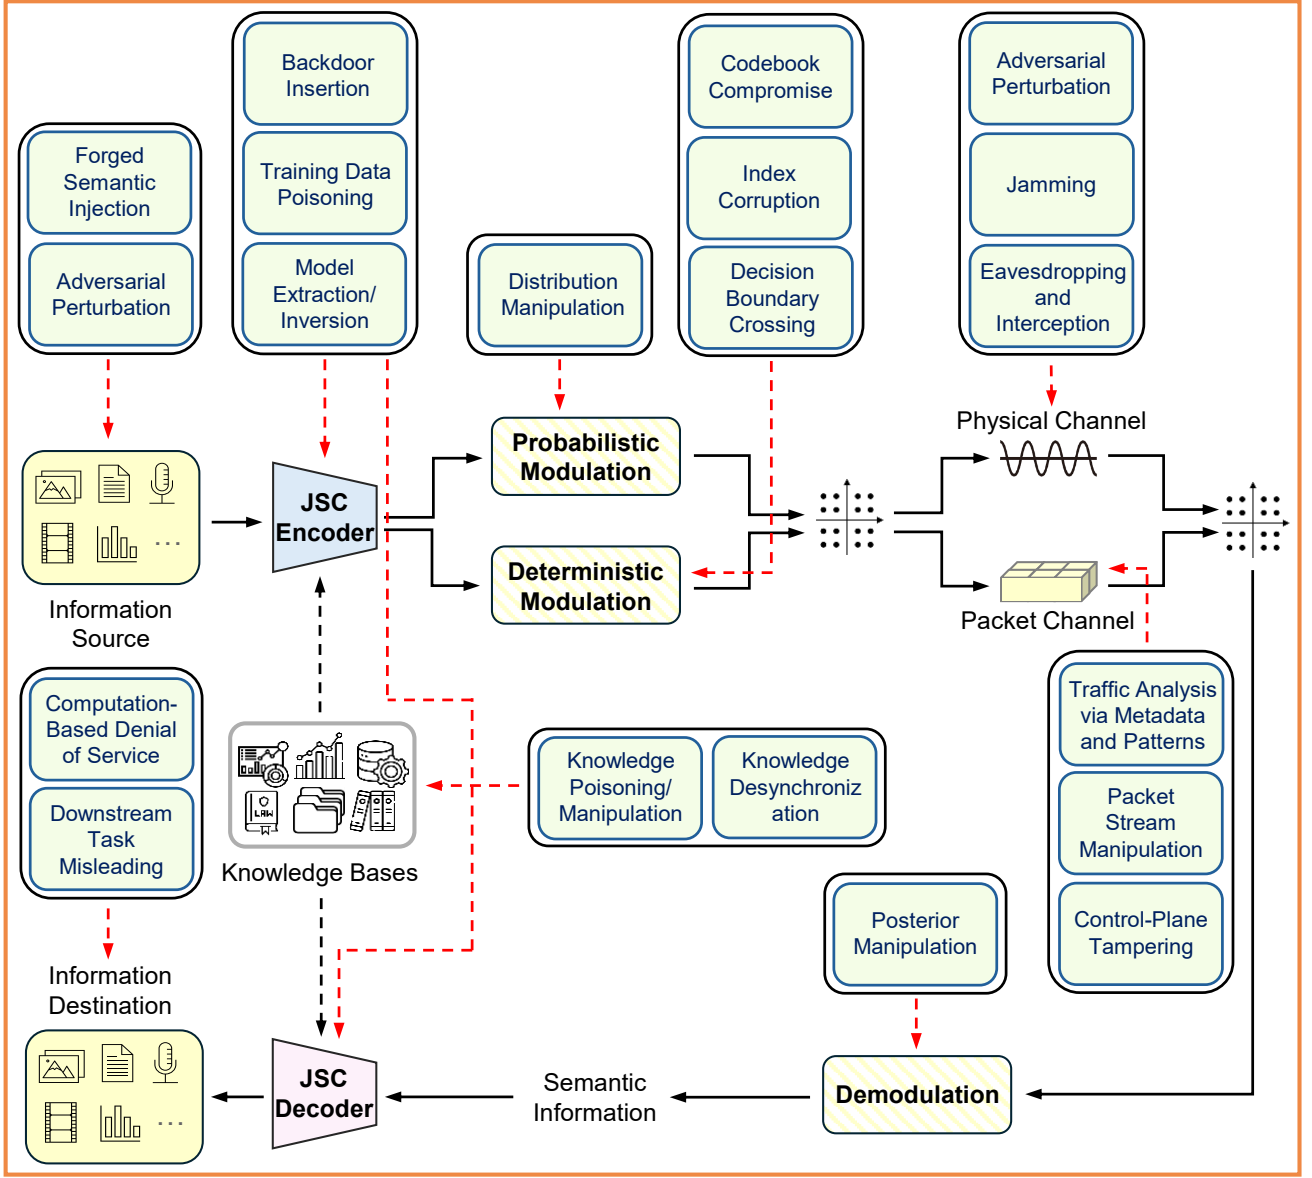 Forged
Semantic
Injection
Adversarial
Perturbation
Backdoor
Insertion
Training Data
Poisoning
Model
Extraction/
Inversion
Distribution
Manipulation
Codebook
Compromise
Index
Corruption
Decision
Boundary
Crossing
Adversarial
Perturbation
Jamming
Eavesdropping
and
Interception
Information
Source
JSC
Encoder
Probabilistic
Modulation
Deterministic
Modulation
Physical Channel
Packet Channel
Computation-
Based Denial
of Service
Downstream
Task
Misleading
LAW
Knowledge Bases
Knowledge
Poisoning/
Manipulation
Knowledge
Desynchroniz
ation
Traffic Analysis
via Metadata
and Patterns
Packet
Stream
Manipulation
Control-Plane
Tampering
Posterior
Manipulation
Information
Destination
JSC
Decoder
Semantic
Information
Demodulation